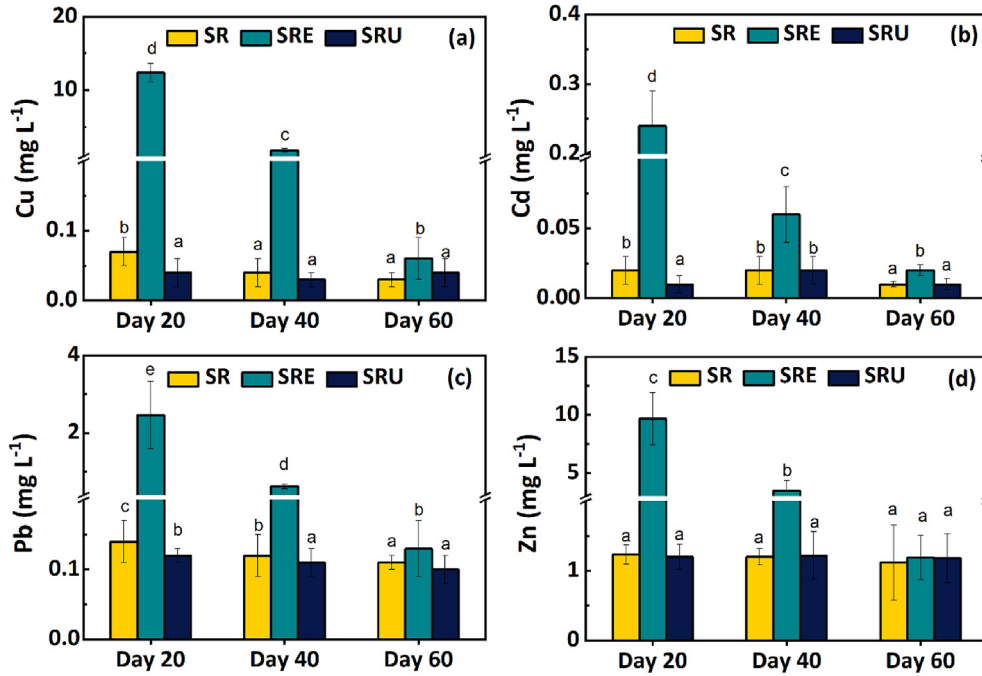 (a)
SR SRE SRU
Cu (mg L⁻¹)
20
10
0.1
0.0
d
c
b
a
a
a
a
b
a
Day 20 Day 40 Day 60
(b)
SR SRE SRU
Cd (mg L⁻¹)
0.4
0.3
0.2
0.05
0.00
b
d
a
b
c
b
a
b
a
Day 20 Day 40 Day 60
(c)
SR SRE SRU
Pb (mg L⁻¹)
4
2
0.1
0.0
c
e
b
b
d
a
a
b
a
Day 20 Day 40 Day 60
(d)
SR SRE SRU
Zn (mg L⁻¹)
15
10
5
1
0
a
c
a
a
b
a
a
a
a
Day 20 Day 40 Day 60